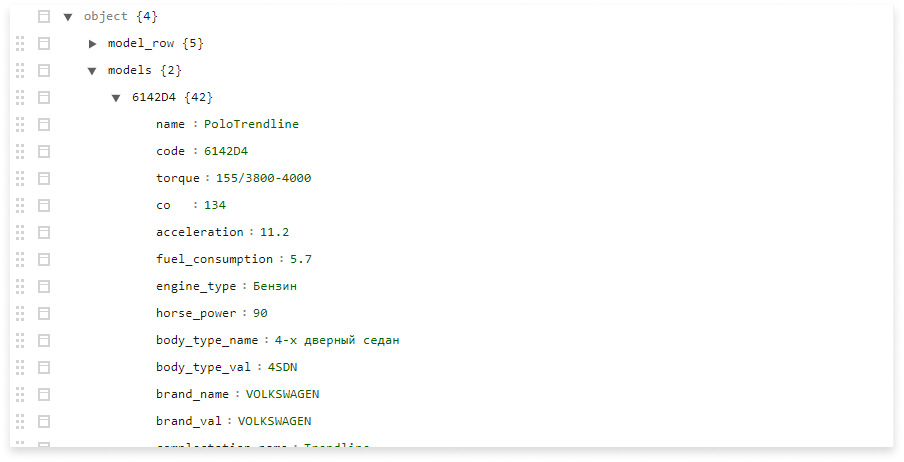 object {4}
model_row {5}
models {2}
6142D4 {42}
name : PoloTrendline
code : 6142D4
torque : 155/3800-4000
co : 134
acceleration : 11.2
fuel_consumption : 5.7
engine_type : Бензин
horse_power : 90
body_type_name : 4-х дверный седан
body_type_val : 4SDN
brand_name : VOLKSWAGEN
brand_val : VOLKSWAGEN